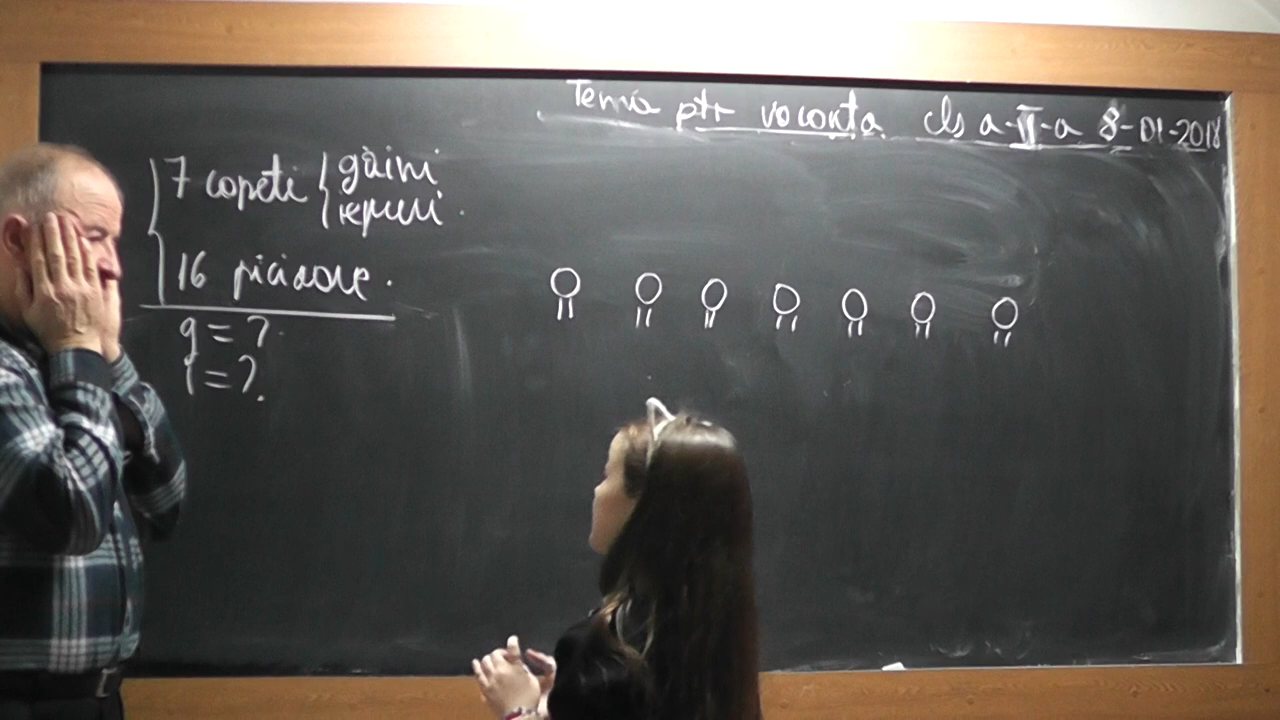 Temă ptr vacanța cls a-II-a 8-01-2018
7 capete { găini
iepuri.
16 picioare.
g = ?
i = ?.